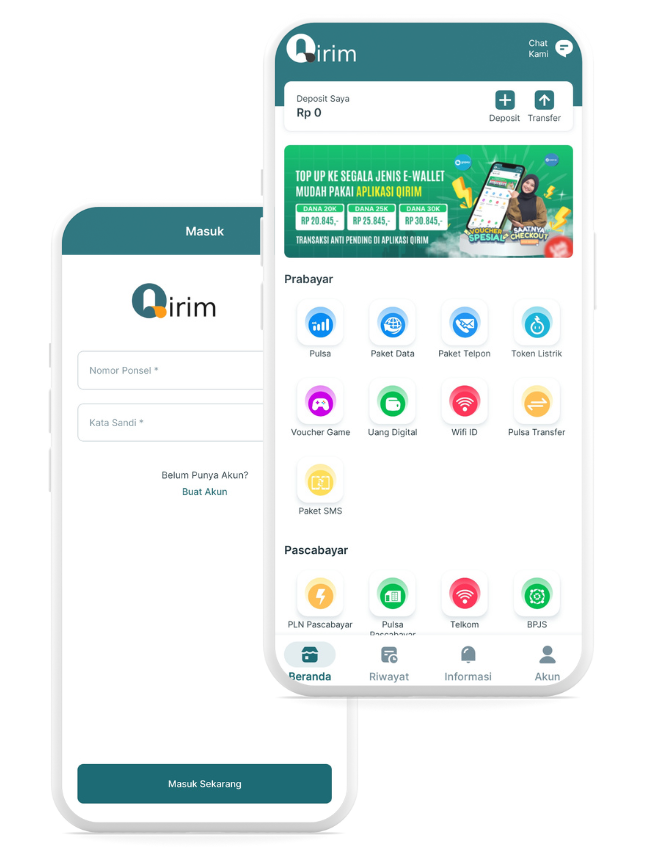 Qirim
Chat
Kami
Deposit Saya
Rp 0
Deposit
Transfer
TOP UP KE SEGALA JENIS E-WALLET
MUDAH PAKAI APLIKASI QIRIM
DANA 20K DANA 25K DANA 30K
RP 20.845,- RP 25.845,- RP 30.845,-
TRANSAKSI ANTI PENDING DI APLIKASI QIRIM
VOUCHER
SPESIAL
SAATNYA
CHECKOUT
Prabayar
Pulsa
Paket Data
Paket Telpon
Token Listrik
Voucher Game
Uang Digital
Wifi ID
Pulsa Transfer
Paket SMS
Pascabayar
PLN Pascabayar
Pulsa
Pascabayar
Telkom
BPJS
Beranda
Riwayat
Informasi
Akun
Masuk
Qirim
Nomor Ponsel *
Kata Sandi *
Belum Punya Akun?
Buat Akun
Masuk Sekarang